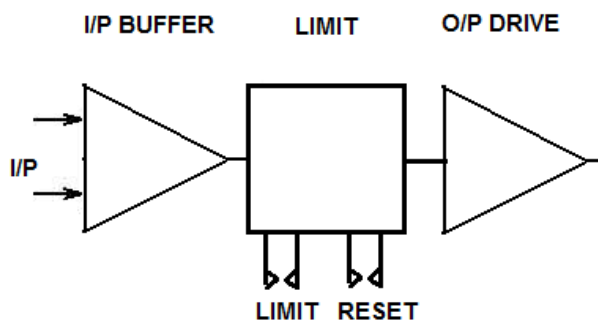 I/P BUFFER LIMIT O/P DRIVE
I/P
LIMIT RESET